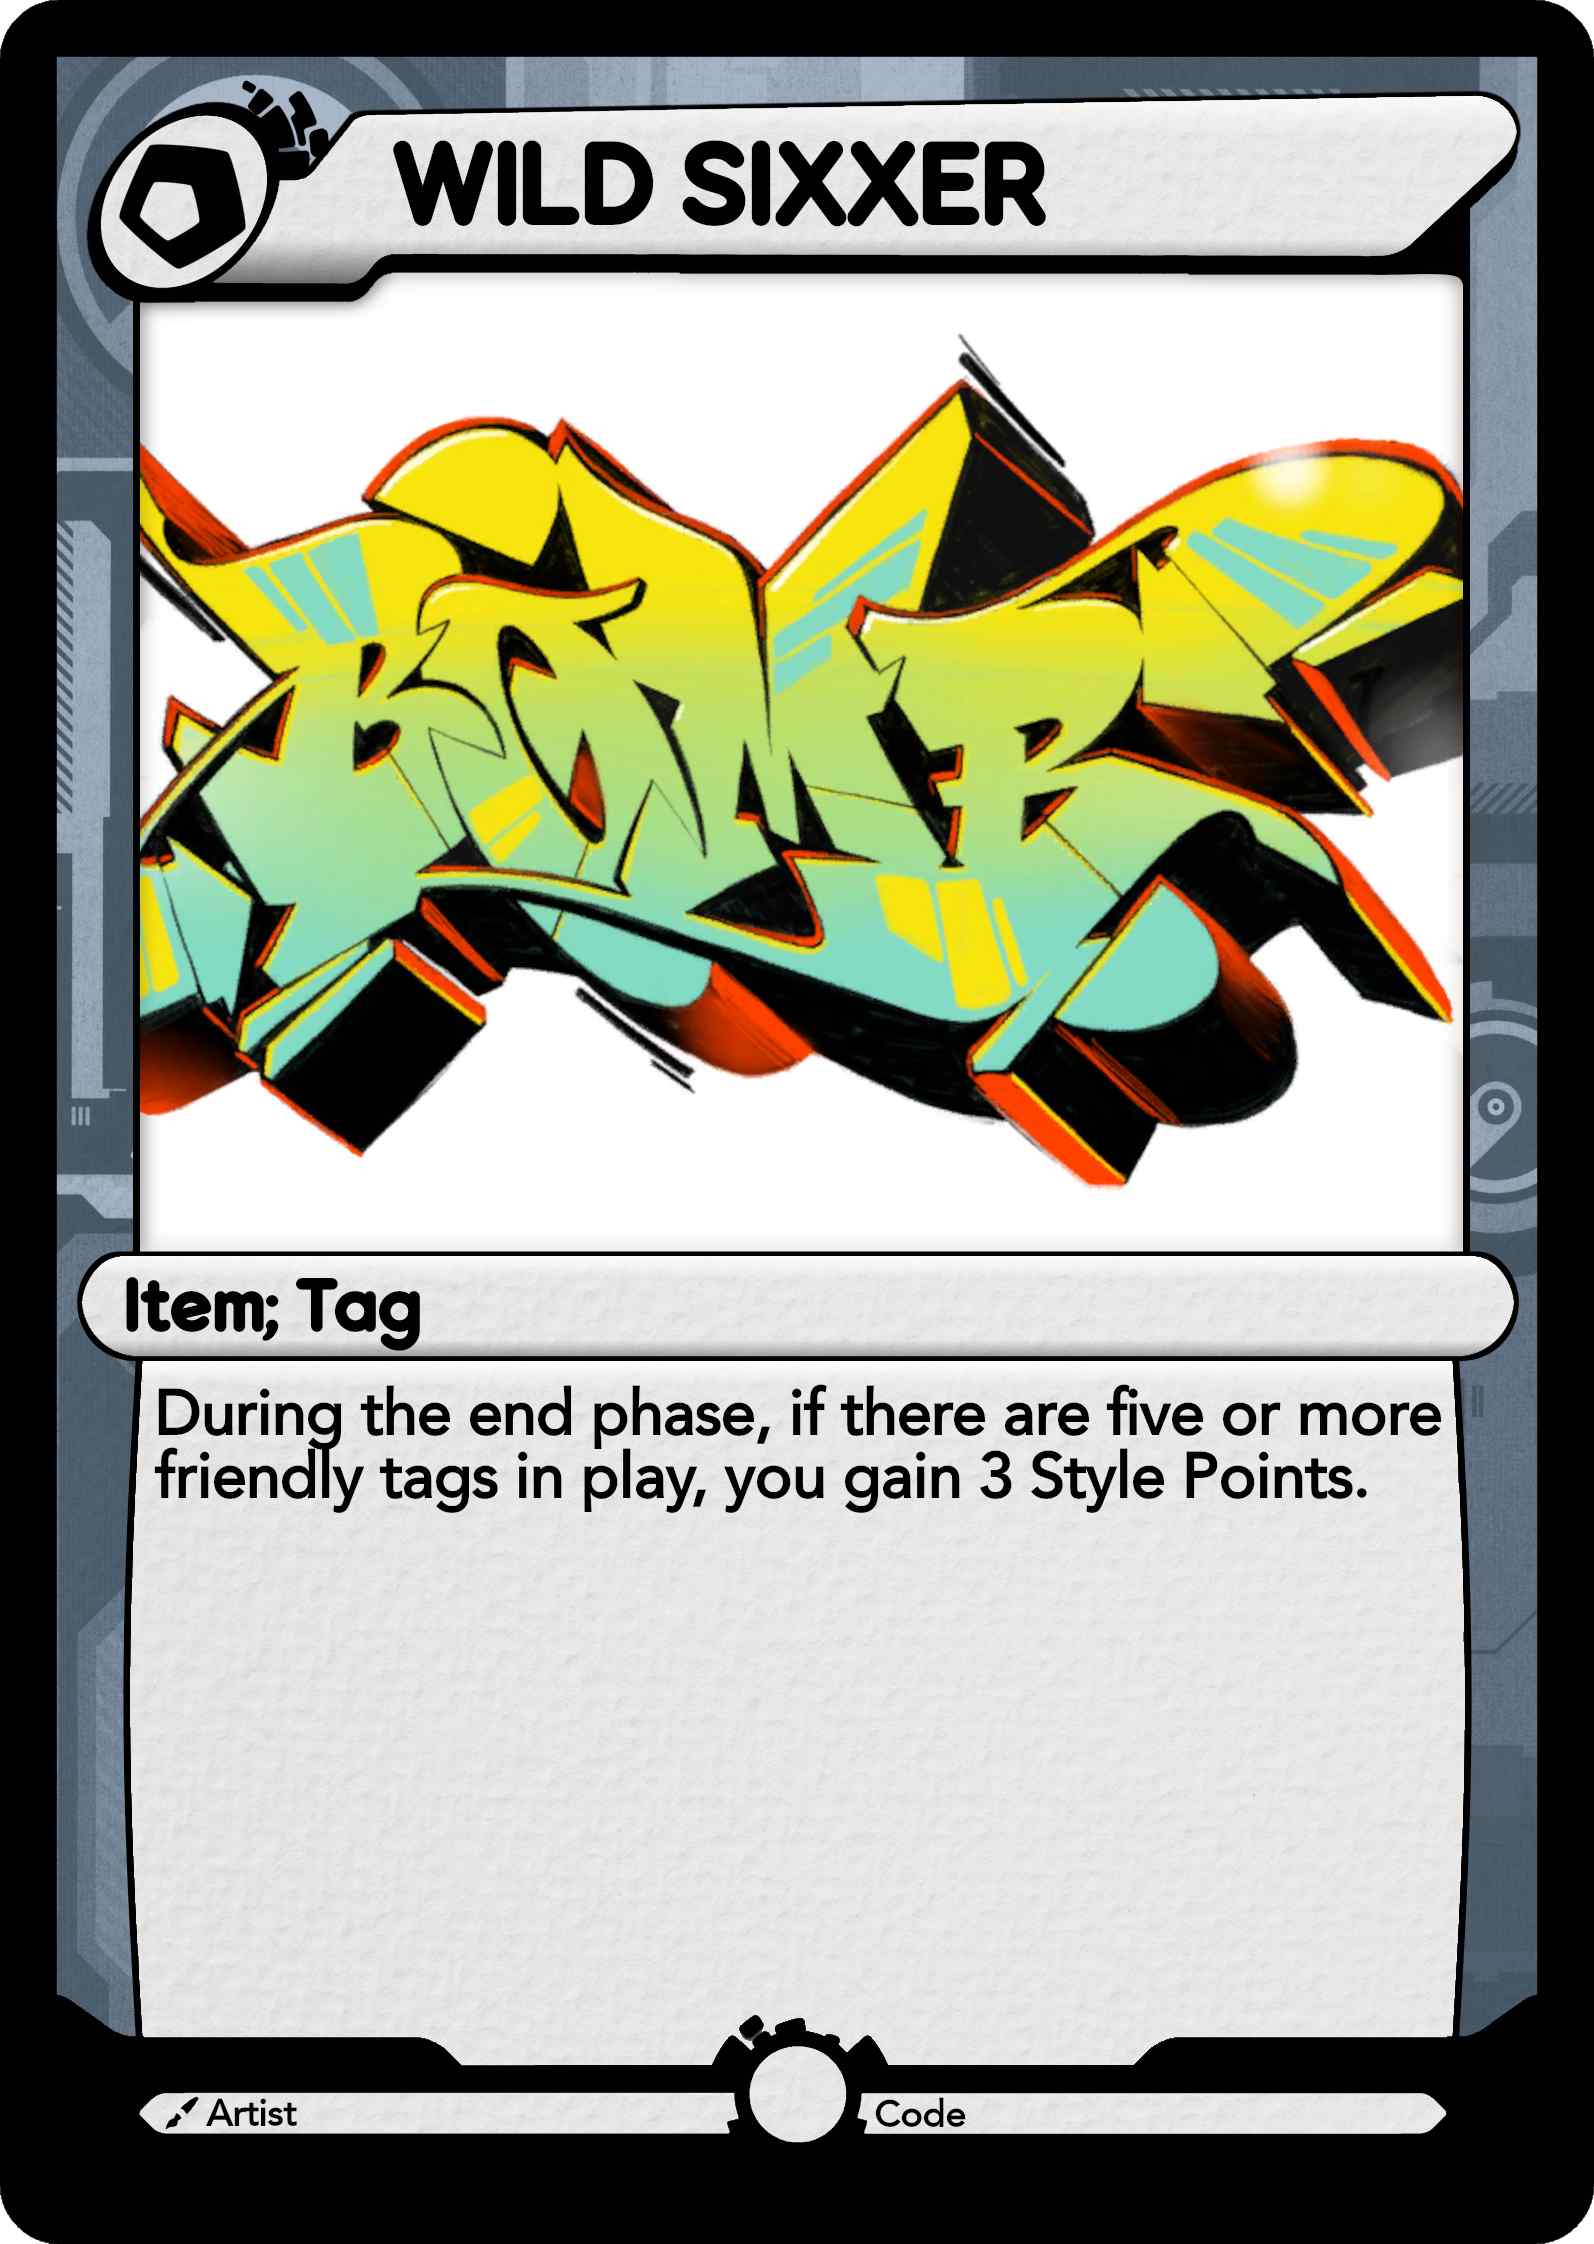 WILD SIXXER
BOMB
Item; Tag
During the end phase, if there are five or more
friendly tags in play, you gain 3 Style Points.
Artist
Code